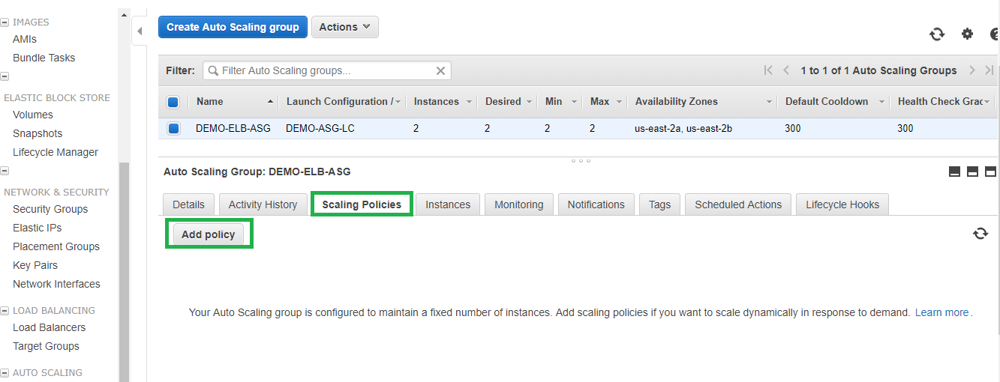 IMAGES
AMIs
Bundle Tasks
ELASTIC BLOCK STORE
Volumes
Snapshots
Lifecycle Manager
NETWORK & SECURITY
Security Groups
Elastic IPs
Placement Groups
Key Pairs
Network Interfaces
LOAD BALANCING
Load Balancers
Target Groups
AUTO SCALING
Create Auto Scaling group Actions
Filter: Filter Auto Scaling groups... 1 to 1 of 1 Auto Scaling Groups
Name Launch Configuration / Instances Desired Min Max Availability Zones Default Cooldown Health Check Grac
DEMO-ELB-ASG DEMO-ASG-LC 2 2 2 2 us-east-2a, us-east-2b 300 300
Auto Scaling Group: DEMO-ELB-ASG
Details Activity History Scaling Policies Instances Monitoring Notifications Tags Scheduled Actions Lifecycle Hooks
Add policy
Your Auto Scaling group is configured to maintain a fixed number of instances. Add scaling policies if you want to scale dynamically in response to demand. Learn more.